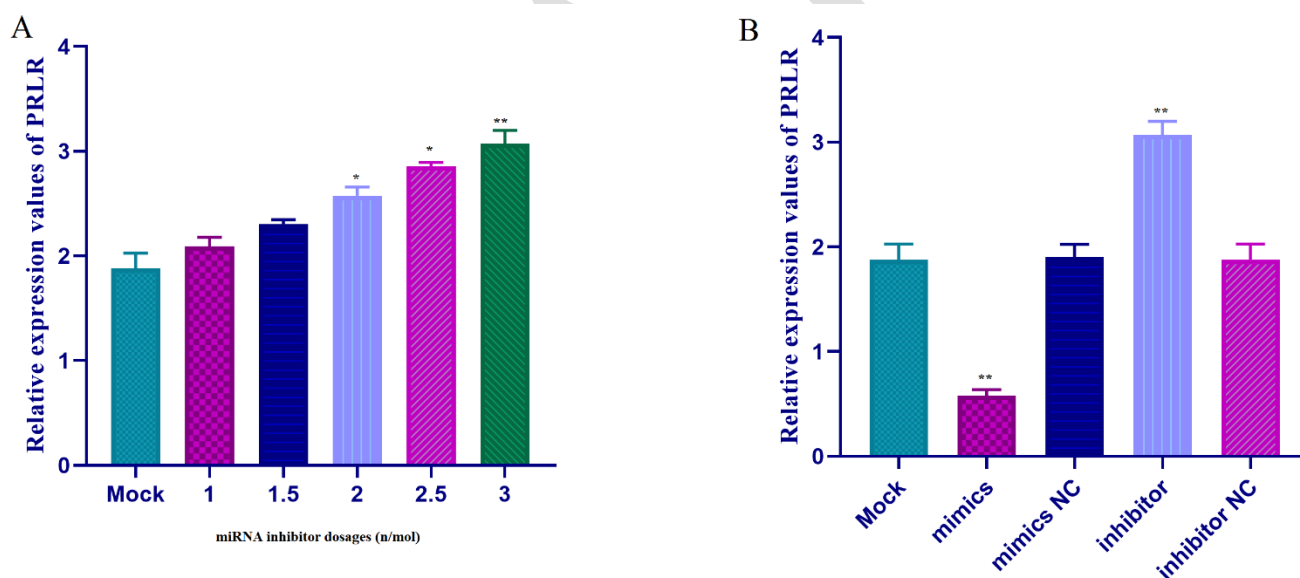 A
Relative expression values of PRLR
4
3
2
1
0
*
*
**
Mock 1 1.5 2 2.5 3
miRNA inhibitor dosages (n/mol)
B
Relative expression values of PRLR
4
3
2
1
0
**
**
Mock
mimics
mimics NC
inhibitor
inhibitor NC